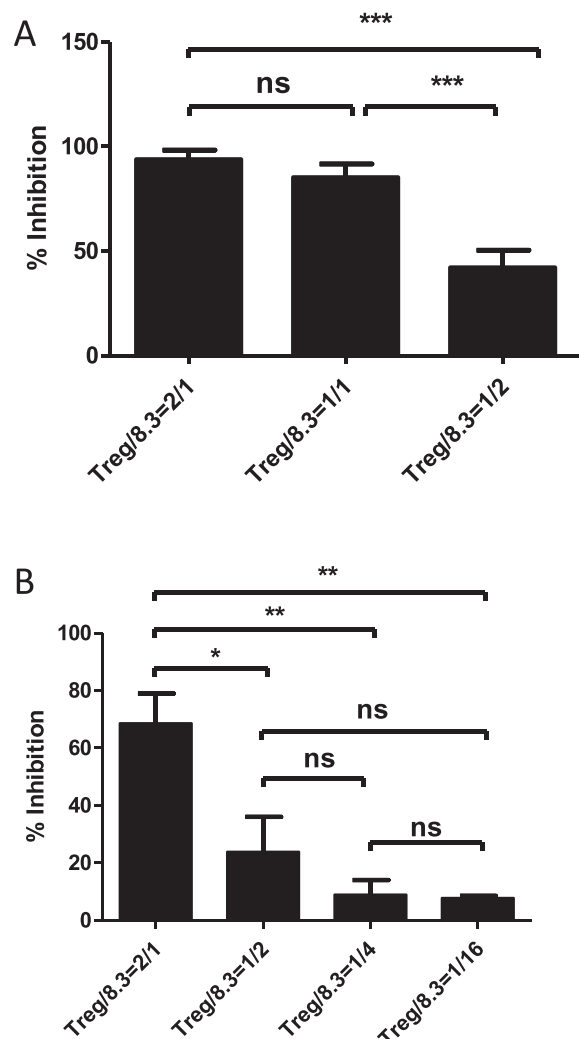 A
***
150
ns
***
100
% Inhibition
50
0
Treg/8.3=2/1
Treg/8.3=1/1
Treg/8.3=1/2
B
**
100
**
*
80
ns
60
ns
% Inhibition
40
ns
20
0
Treg/8.3=2/1
Treg/8.3=1/2
Treg/8.3=1/4
Treg/8.3=1/16